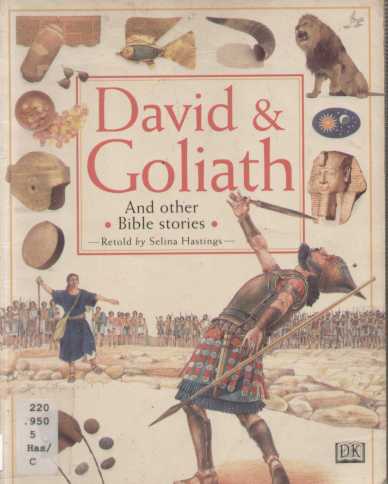 David &
Goliath
And other
• Bible stories •
— Retold by Selina Hastings —
220
.950
5
Has/
C
DK